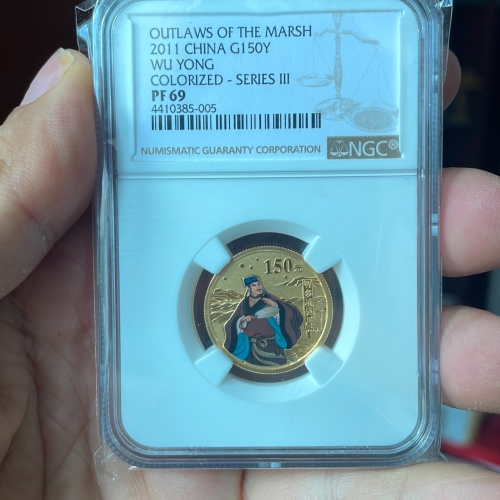 OUTLAWS OF THE MARSH
2011 CHINA G150Y
WU YONG
COLORIZED - SERIES III
PF 69
4410385-005
NUMISMATIC GUARANTY CORPORATION
NGC®
150元